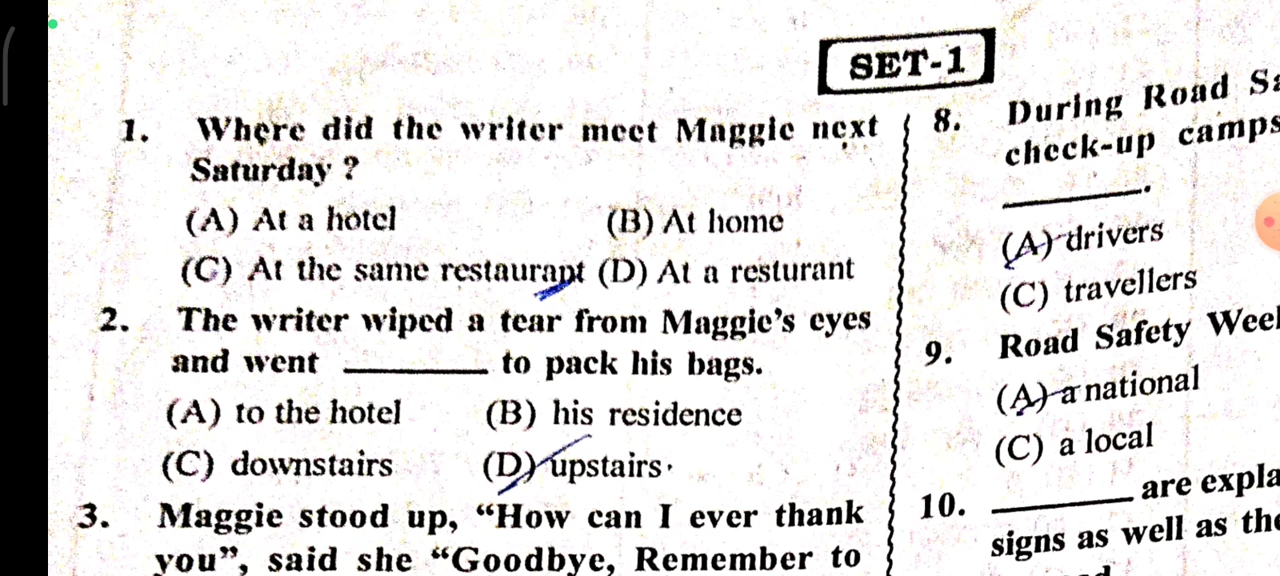 SET-1
1. Where did the writer meet Maggie next
Saturday ?
(A) At a hotel (B) At home
(C) At the same restaurant (D) At a resturant
2. The writer wiped a tear from Maggie's eyes
and went ________ to pack his bags.
(A) to the hotel (B) his residence
(C) downstairs (D) upstairs
3. Maggie stood up, "How can I ever thank
you", said she "Goodbye, Remember to
8. During Road
check-up camps
________.
(A) drivers
(C) travellers
9. Road Safety
(A) a national
(C) a local
10. ________ are
signs as well as